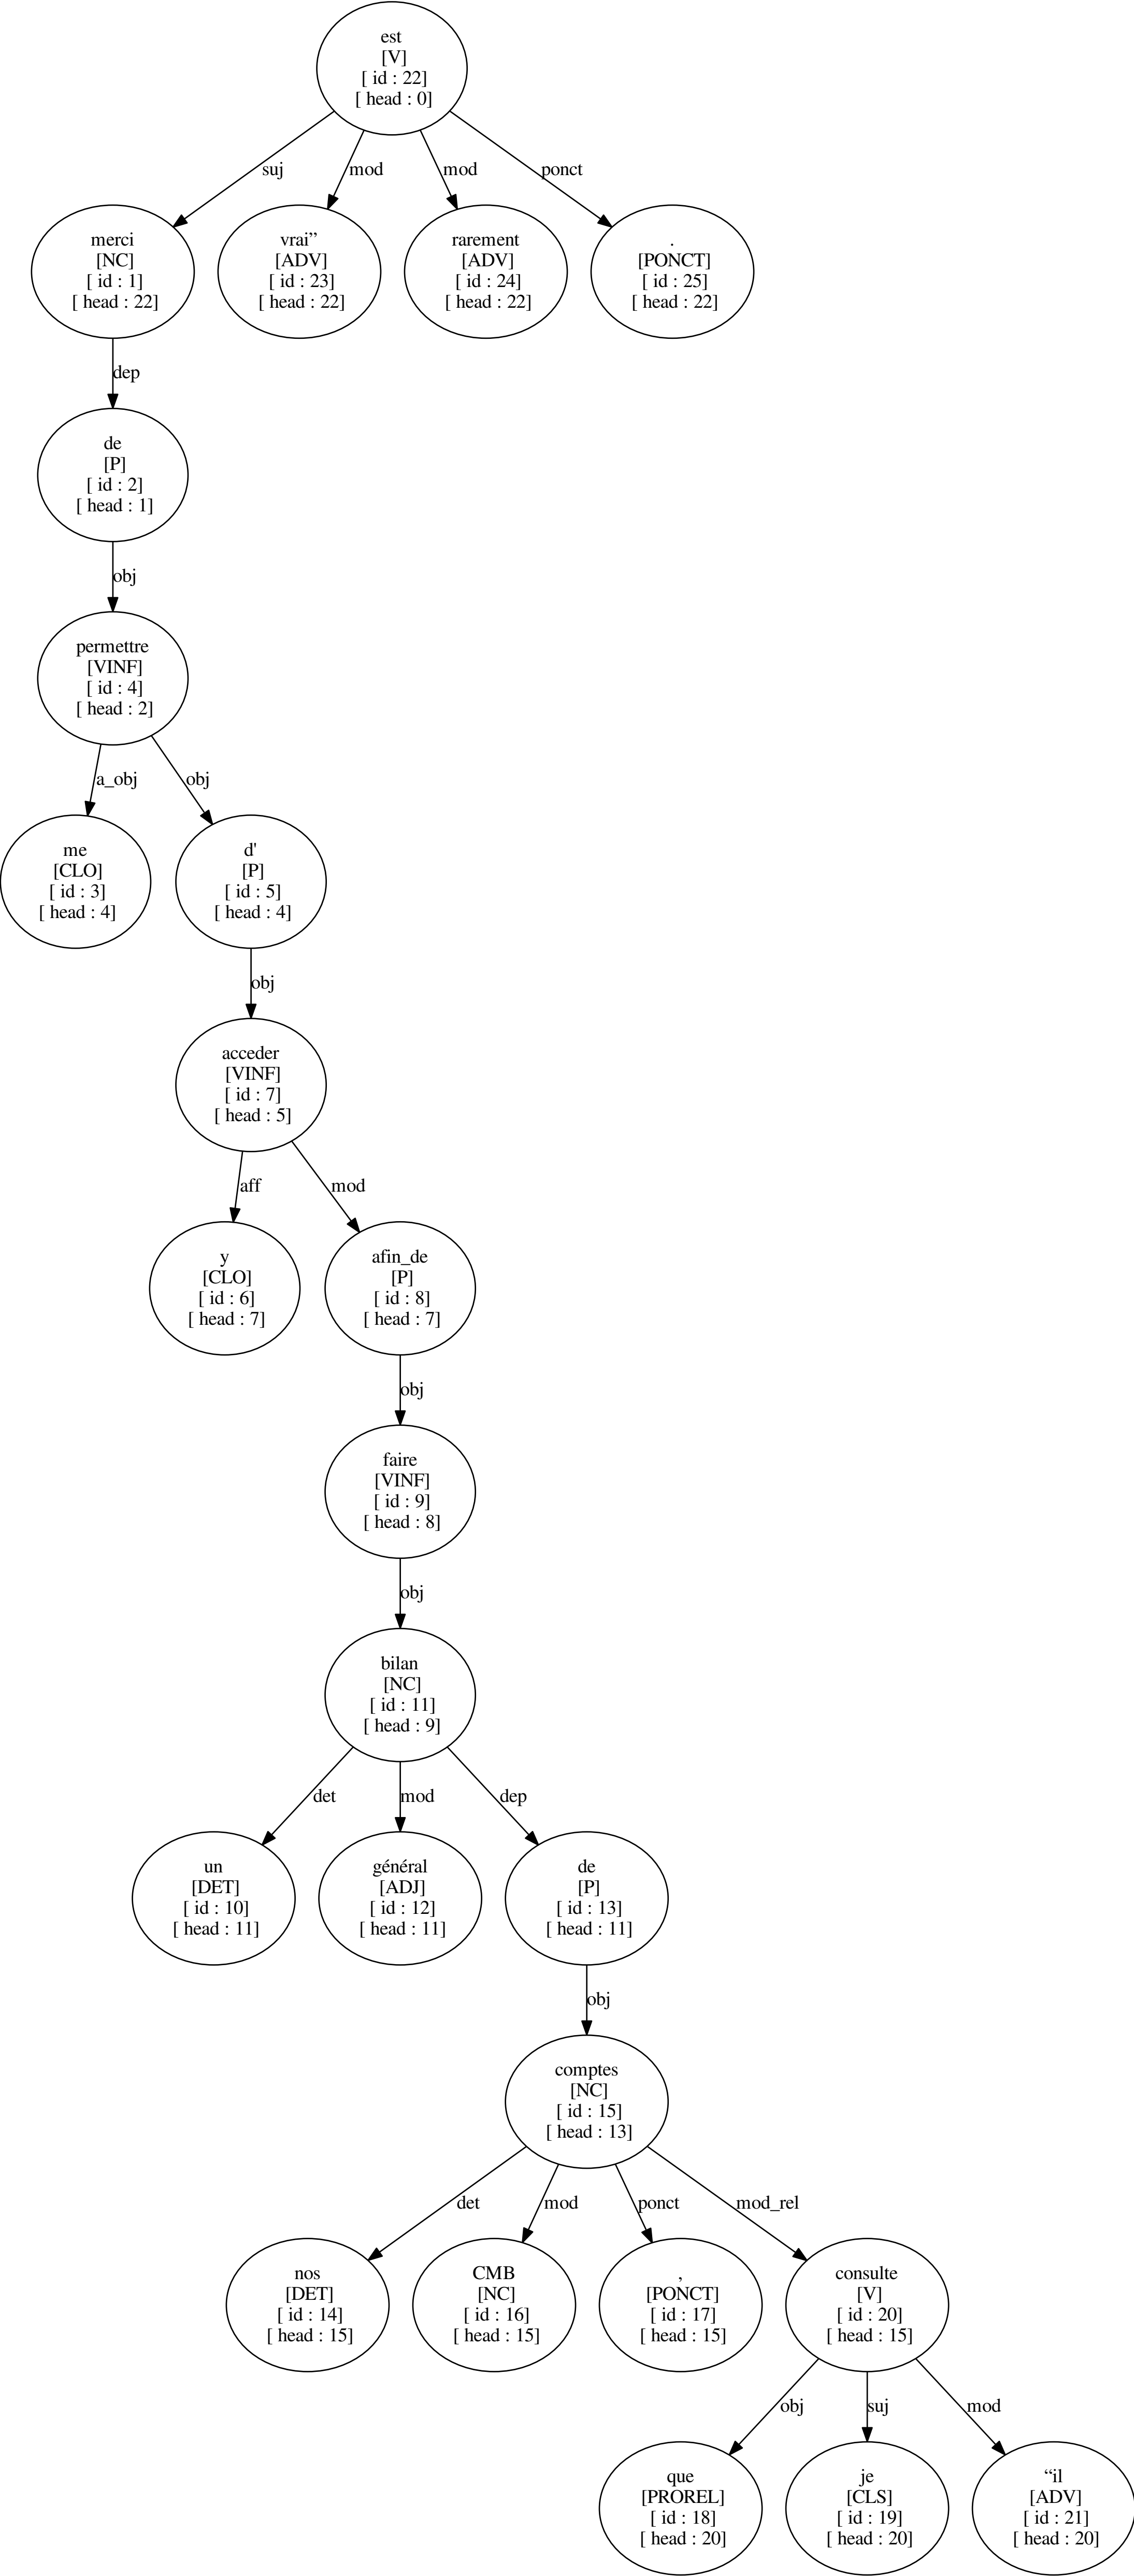 est
[V]
[ id : 22]
[ head : 0]
suj
mod
mod
ponct
merci
[NC]
[ id : 1]
[ head : 22]
vrai”
[ADV]
[ id : 23]
[ head : 22]
rarement
[ADV]
[ id : 24]
[ head : 22]
.
[PONCT]
[ id : 25]
[ head : 22]
dep
de
[P]
[ id : 2]
[ head : 1]
obj
permettre
[VINF]
[ id : 4]
[ head : 2]
a_obj
obj
me
[CLO]
[ id : 3]
[ head : 4]
d'
[P]
[ id : 5]
[ head : 4]
obj
acceder
[VINF]
[ id : 7]
[ head : 5]
aff
mod
y
[CLO]
[ id : 6]
[ head : 7]
afin_de
[P]
[ id : 8]
[ head : 7]
obj
faire
[VINF]
[ id : 9]
[ head : 8]
obj
bilan
[NC]
[ id : 11]
[ head : 9]
det
mod
dep
un
[DET]
[ id : 10]
[ head : 11]
général
[ADJ]
[ id : 12]
[ head : 11]
de
[P]
[ id : 13]
[ head : 11]
obj
comptes
[NC]
[ id : 15]
[ head : 13]
det
mod
ponct
mod_rel
nos
[DET]
[ id : 14]
[ head : 15]
CMB
[NC]
[ id : 16]
[ head : 15]
,
[PONCT]
[ id : 17]
[ head : 15]
consulte
[V]
[ id : 20]
[ head : 15]
obj
suj
mod
que
[PROREL]
[ id : 18]
[ head : 20]
je
[CLS]
[ id : 19]
[ head : 20]
“il
[ADV]
[ id : 21]
[ head : 20]